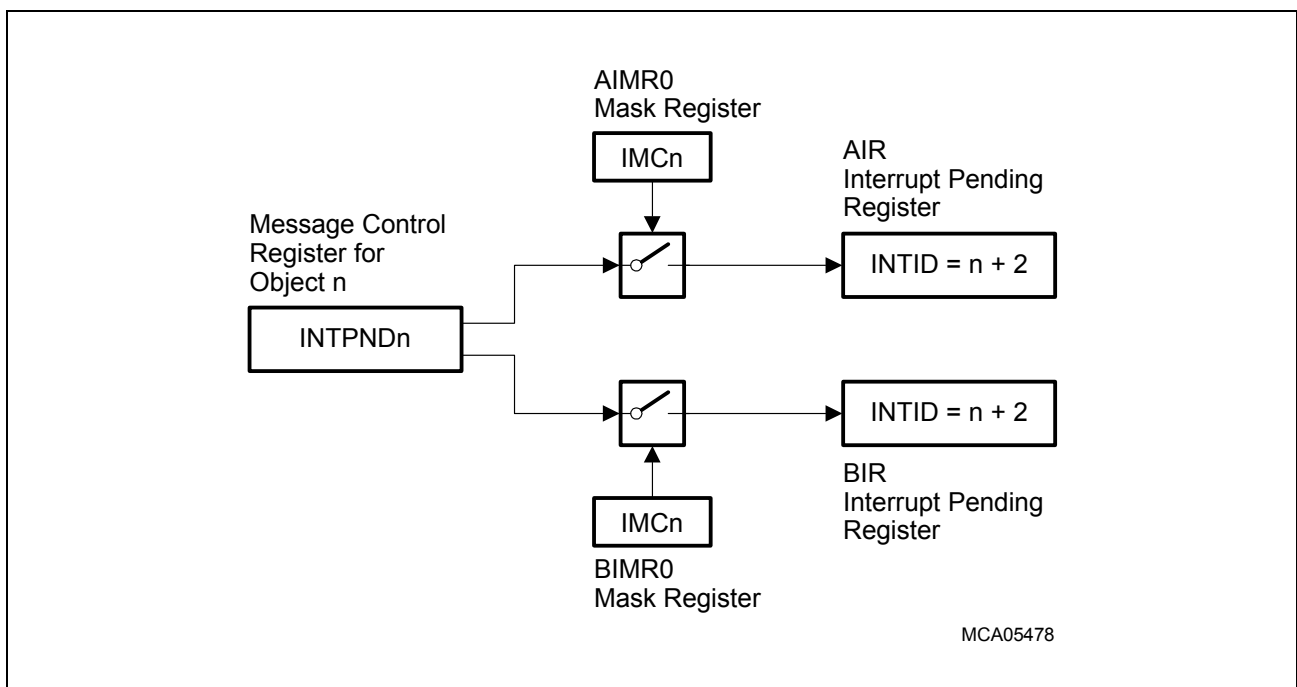 AIMR0
Mask Register
IMCn
AIR
Interrupt Pending
Register
INTID = n + 2
Message Control
Register for
Object n
INTPNDn
INTID = n + 2
BIR
Interrupt Pending
Register
IMCn
BIMR0
Mask Register
MCA05478